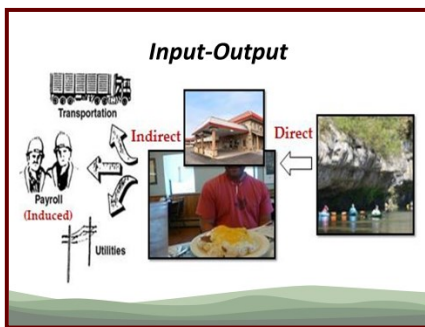 Input-Output
Transportation
Indirect
Direct
Payroll
(Induced)
Utilities